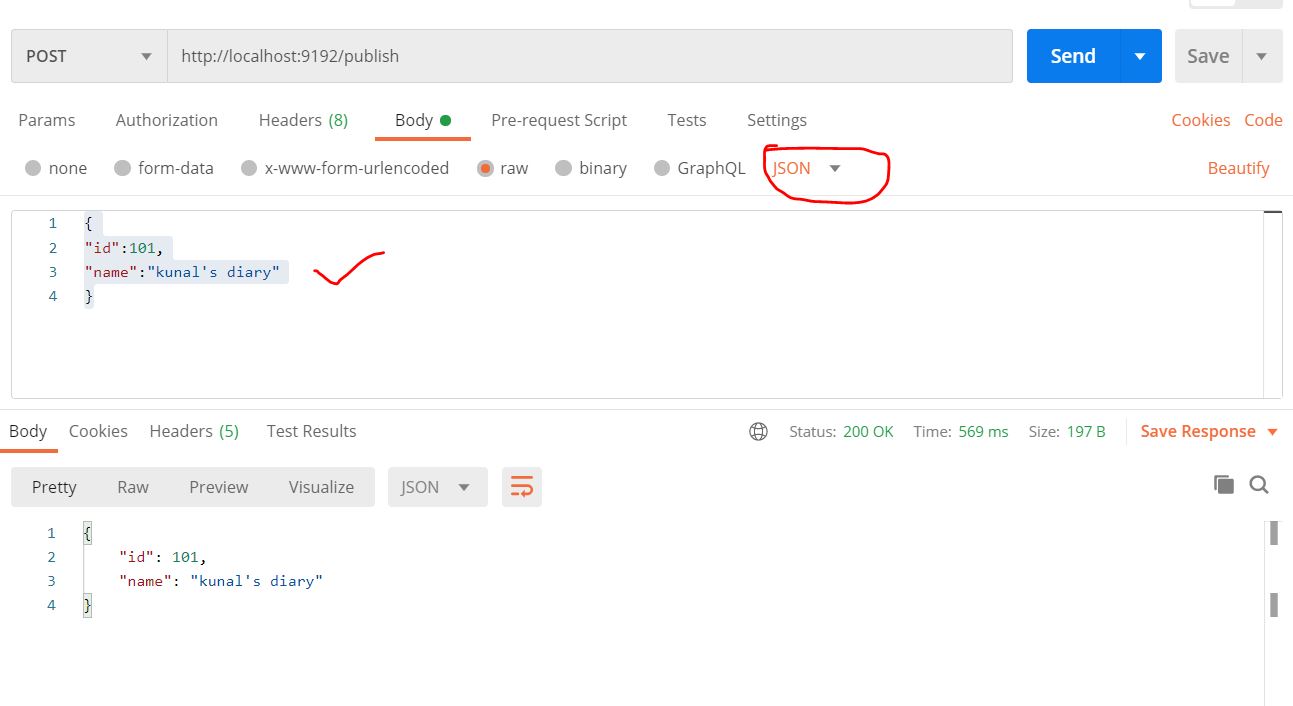 POST http://localhost:9192/publish Send Save
Params Authorization Headers (8) Body Pre-request Script Tests Settings Cookies Code
none form-data x-www-form-urlencoded raw binary GraphQL JSON Beautify
1 {
2 "id":101,
3 "name":"kunal's diary"
4 }
Body Cookies Headers (5) Test Results Status: 200 OK Time: 569 ms Size: 197 B Save Response
Pretty Raw Preview Visualize JSON
1 {
2 "id": 101,
3 "name": "kunal's diary"
4 }